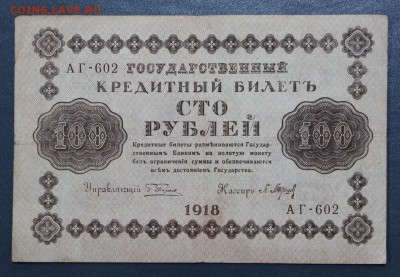 COINS.LAVE.RU
АГ-602 ГОСУДАРСТВЕННЫЙ
КРЕДИТНЫЙ БИЛЕТЪ
СТО
РУБЛЕЙ
100 100
Кредитные билеты размѣниваются Государ-
ственнымъ Банкомъ на золотую монету
безъ ограниченія суммы и обезпечиваются
всѣмъ достояніемъ Государства.
Управляющій Кассиръ
1918 АГ-602